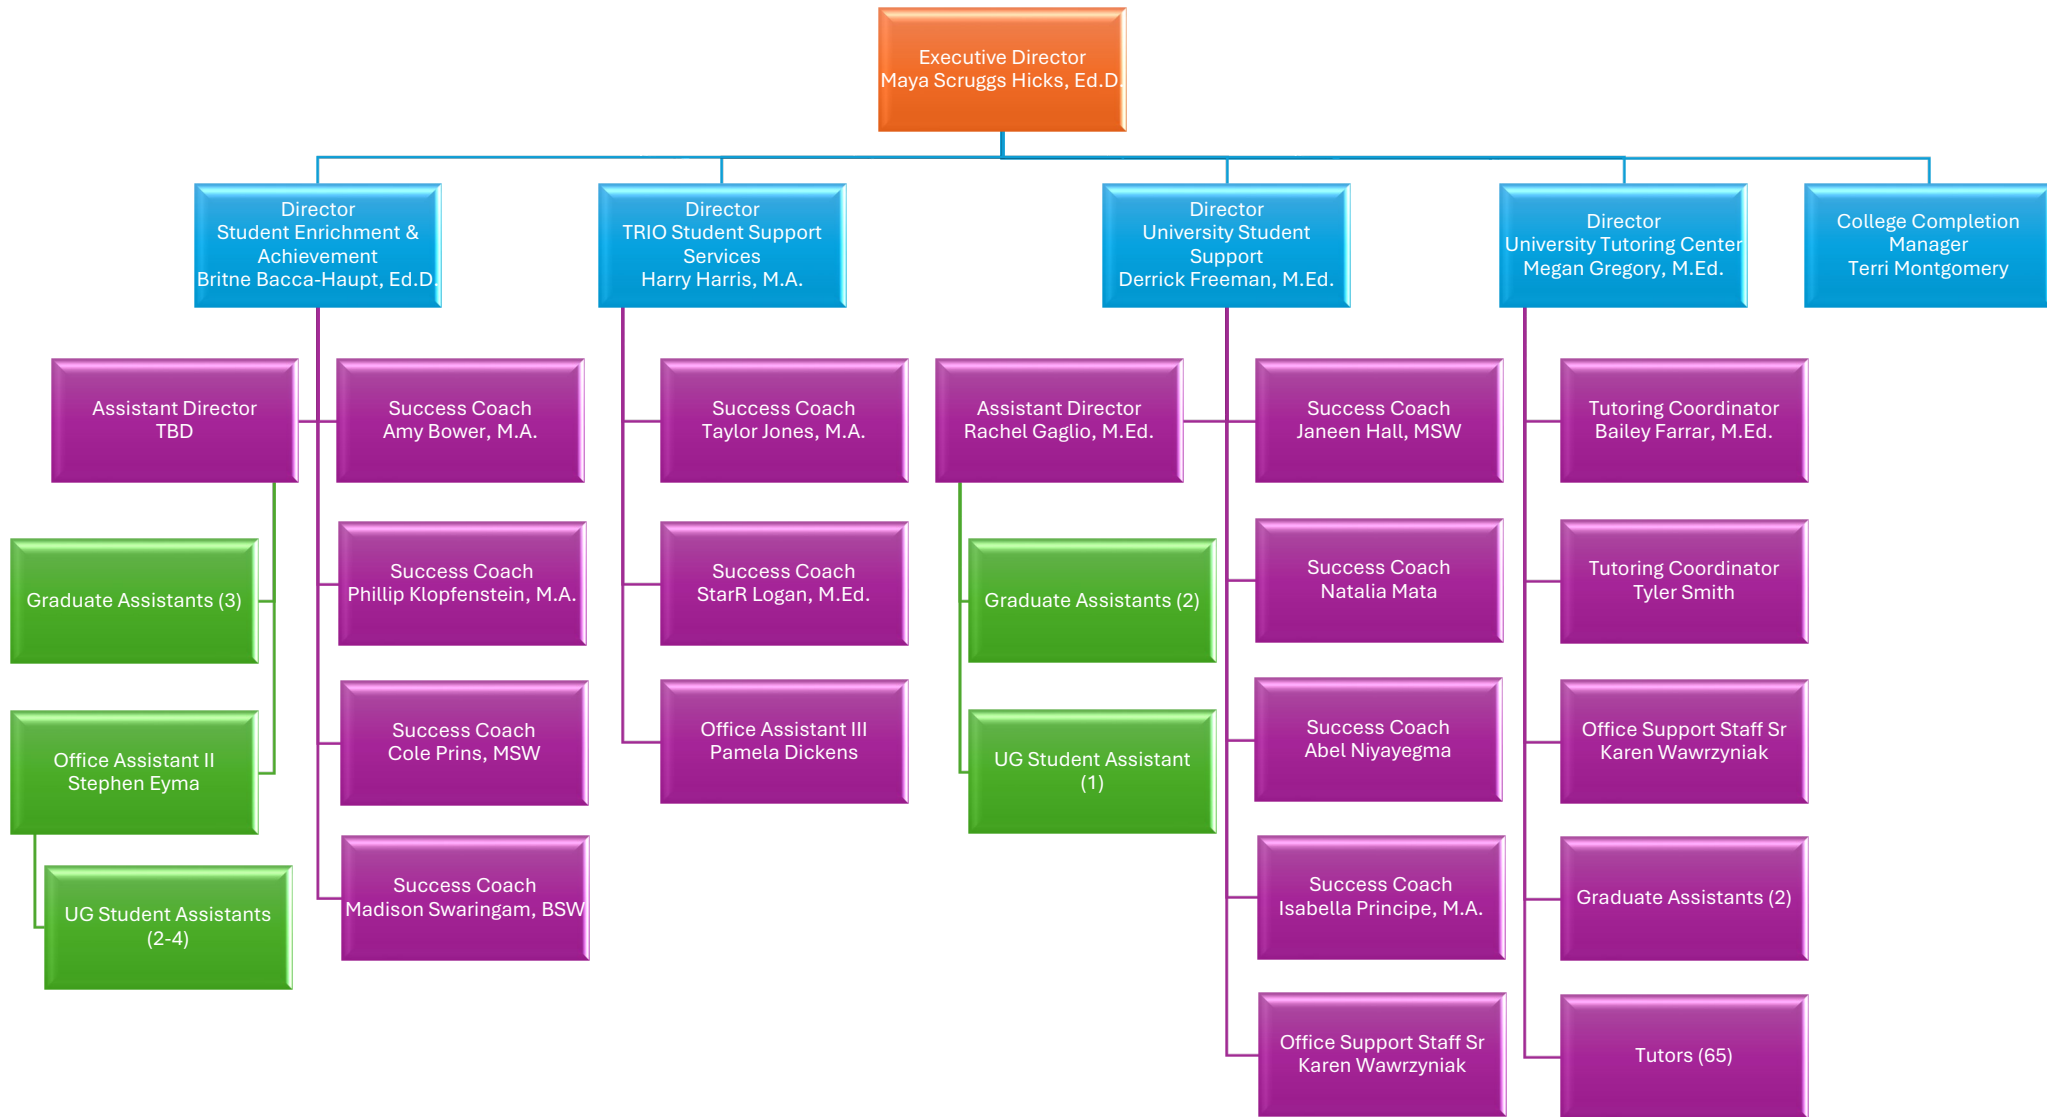 Executive Director
Maya Scruggs Hicks, Ed.D.
Director
Student Enrichment &
Achievement
Britne Bacca-Haupt, Ed.D.
Director
TRIO Student Support
Services
Harry Harris, M.A.
Director
University Student
Support
Derrick Freeman, M.Ed.
Director
University Tutoring Center
Megan Gregory, M.Ed.
College Completion
Manager
Terri Montgomery
Assistant Director
TBD
Graduate Assistants (3)
Office Assistant II
Stephen Eyma
UG Student Assistants
(2-4)
Success Coach
Amy Bower, M.A.
Success Coach
Phillip Klopfenstein, M.A.
Success Coach
Cole Prins, MSW
Success Coach
Madison Swaringam, BSW
Success Coach
Taylor Jones, M.A.
Success Coach
StarR Logan, M.Ed.
Office Assistant III
Pamela Dickens
Assistant Director
Rachel Gaglio, M.Ed.
Graduate Assistants (2)
UG Student Assistant
(1)
Success Coach
Janeen Hall, MSW
Success Coach
Natalia Mata
Success Coach
Abel Niyayegma
Success Coach
Isabella Principe, M.A.
Office Support Staff Sr
Karen Wawrzyniak
Tutoring Coordinator
Bailey Farrar, M.Ed.
Tutoring Coordinator
Tyler Smith
Office Support Staff Sr
Karen Wawrzyniak
Graduate Assistants (2)
Tutors (65)